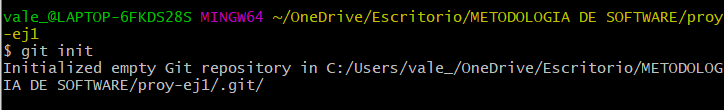 vale_@LAPTOP-6FKDS28S MINGW64 ~/OneDrive/Escritorio/METODOLOGIA DE SOFTWARE/proy
-ej1
$ git init
Initialized empty Git repository in C:/Users/vale_/OneDrive/Escritorio/METODOLOG
IA DE SOFTWARE/proy-ej1/.git/